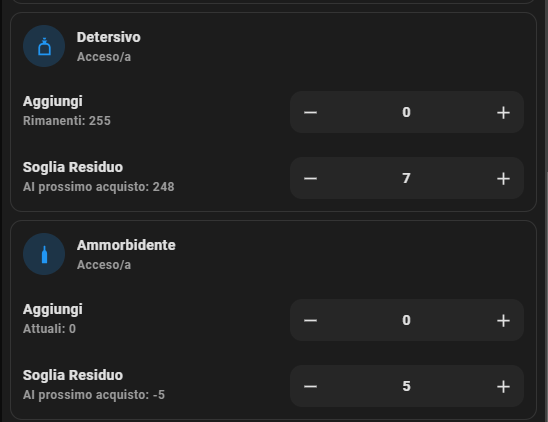 Detersivo
Acceso/a
Aggiungi
Rimanenti: 255
− 0 +
Soglia Residuo
Al prossimo acquisto: 248
− 7 +
Ammorbidente
Acceso/a
Aggiungi
Attuali: 0
− 0 +
Soglia Residuo
Al prossimo acquisto: -5
− 5 +